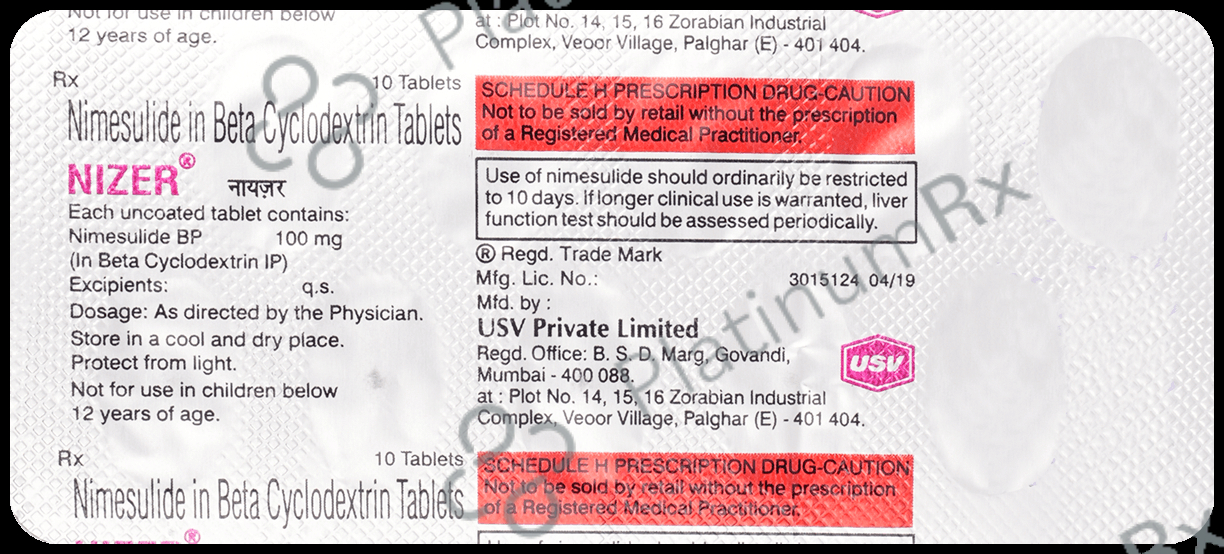 Not for use in children below
12 years of age.
at : Plot No. 14, 15, 16 Zorabian Industrial
Complex, Veoor Village, Palghar (E) - 401 404.
Rx 10 Tablets
Nimesulide in Beta Cyclodextrin Tablets
NIZER® नायज़र
Each uncoated tablet contains:
Nimesulide BP 100 mg
(In Beta Cyclodextrin IP)
Excipients: q.s.
Dosage: As directed by the Physician.
Store in a cool and dry place.
Protect from light.
Not for use in children below
12 years of age.
SCHEDULE H PRESCRIPTION DRUG-CAUTION
Not to be sold by retail without the prescription
of a Registered Medical Practitioner.
Use of nimesulide should ordinarily be restricted
to 10 days. If longer clinical use is warranted, liver
function test should be assessed periodically.
® Regd. Trade Mark
Mfg. Lic. No.: 3015124 04/19
Mfd. by :
USV Private Limited
Regd. Office: B. S. D. Marg, Govandi,
Mumbai - 400 088.
at : Plot No. 14, 15, 16 Zorabian Industrial
Complex, Veoor Village, Palghar (E) - 401 404.
USV
Rx 10 Tablets
Nimesulide in Beta Cyclodextrin Tablets
SCHEDULE H PRESCRIPTION DRUG-CAUTION
Not to be sold by retail without the prescription
of a Registered Medical Practitioner.
PlatinumRx